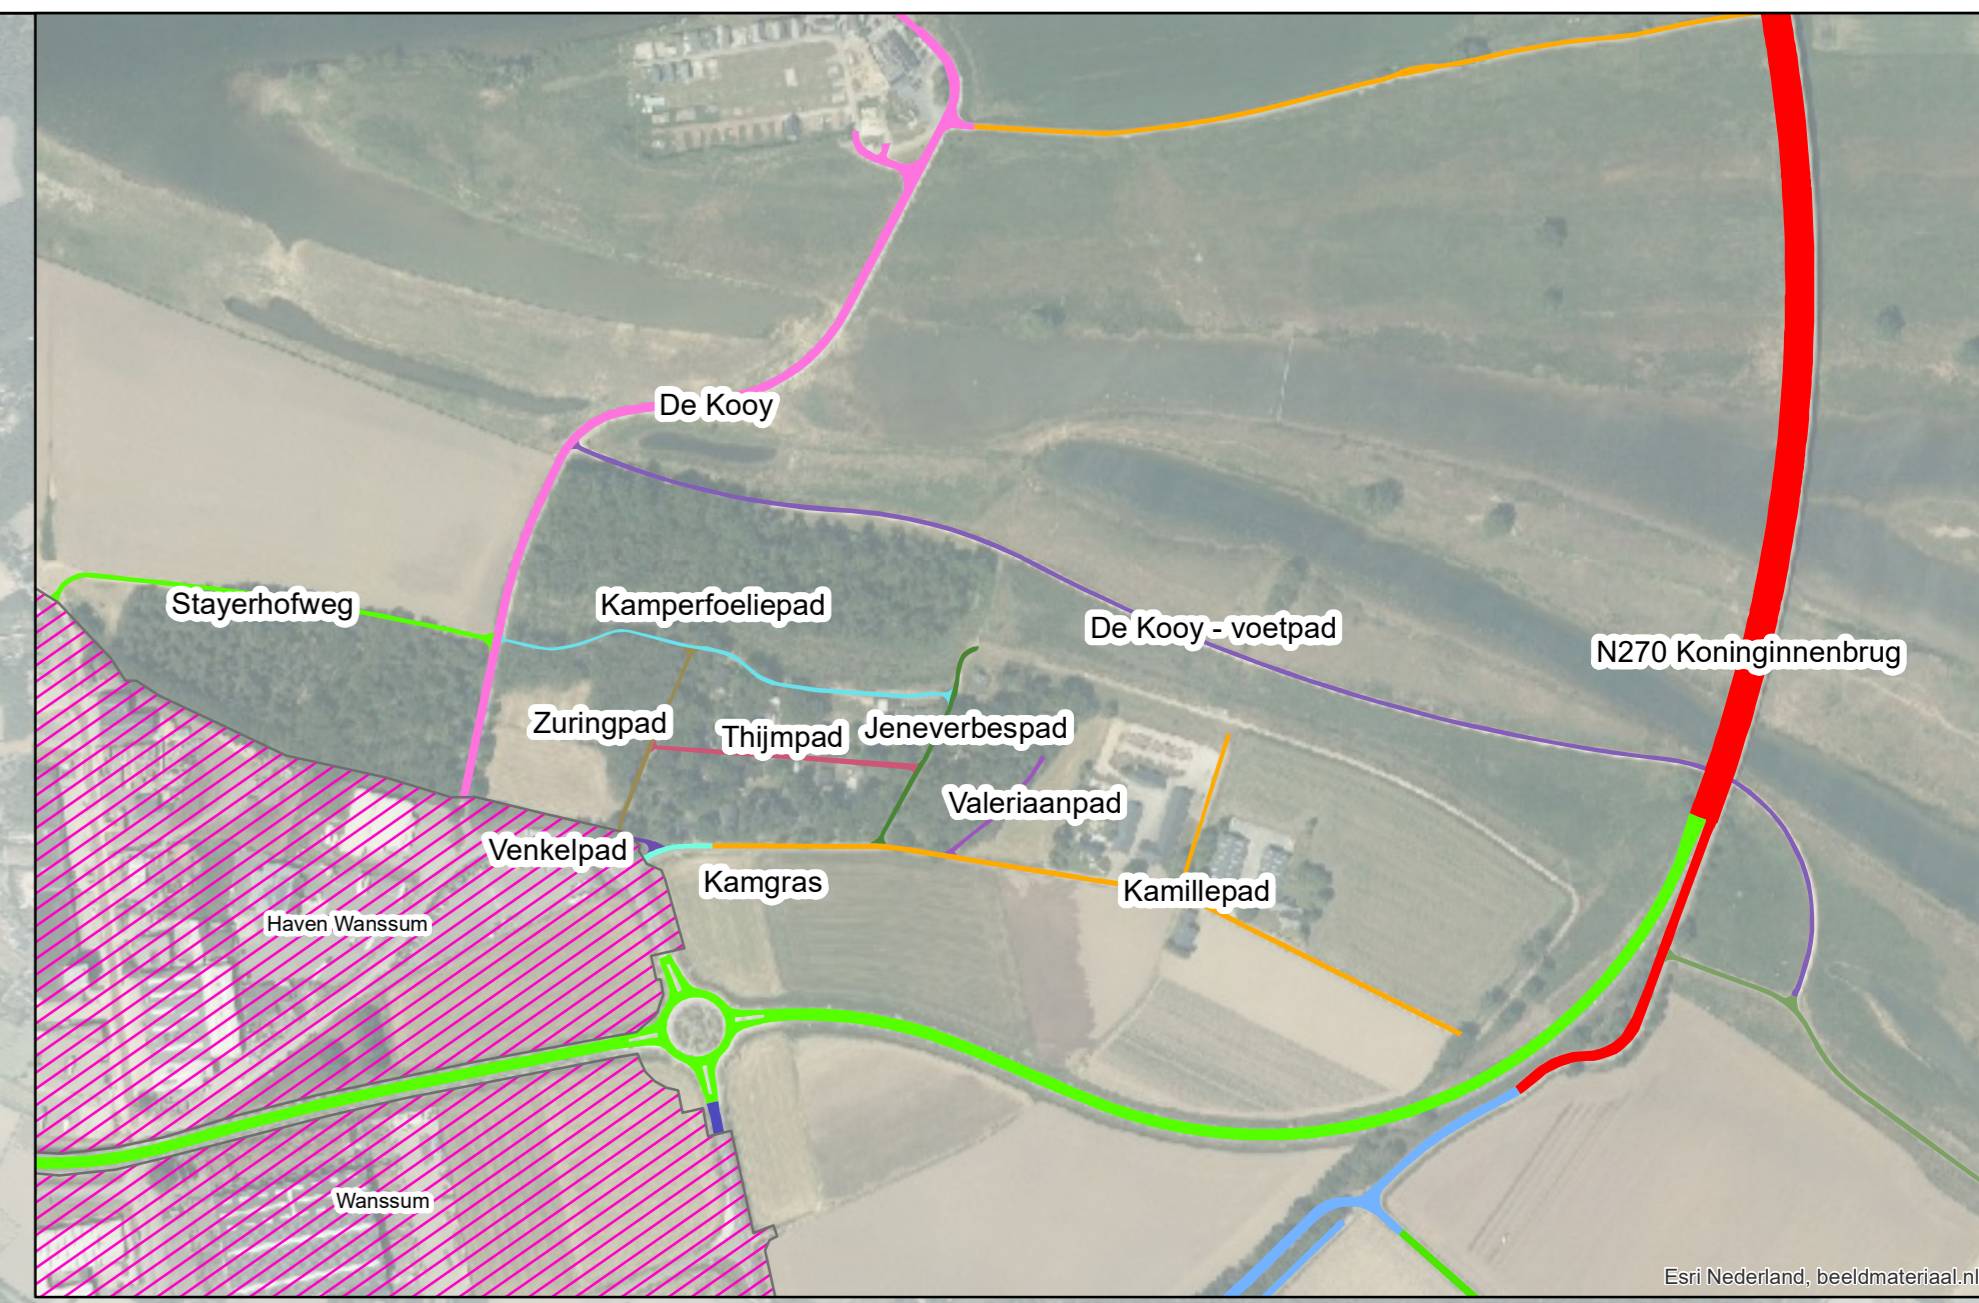 De Kooy
Stayerhofweg
Kamperfoeliepad
De Kooy - voetpad
N270 Koninginnenbrug
Zuringpad
Thijmpad
Jeneverbespad
Valeriaanpad
Venkelpad
Kamgras
Kamillepad
Haven Wanssum
Wanssum
Esri Nederland, beeldmateriaal.nl